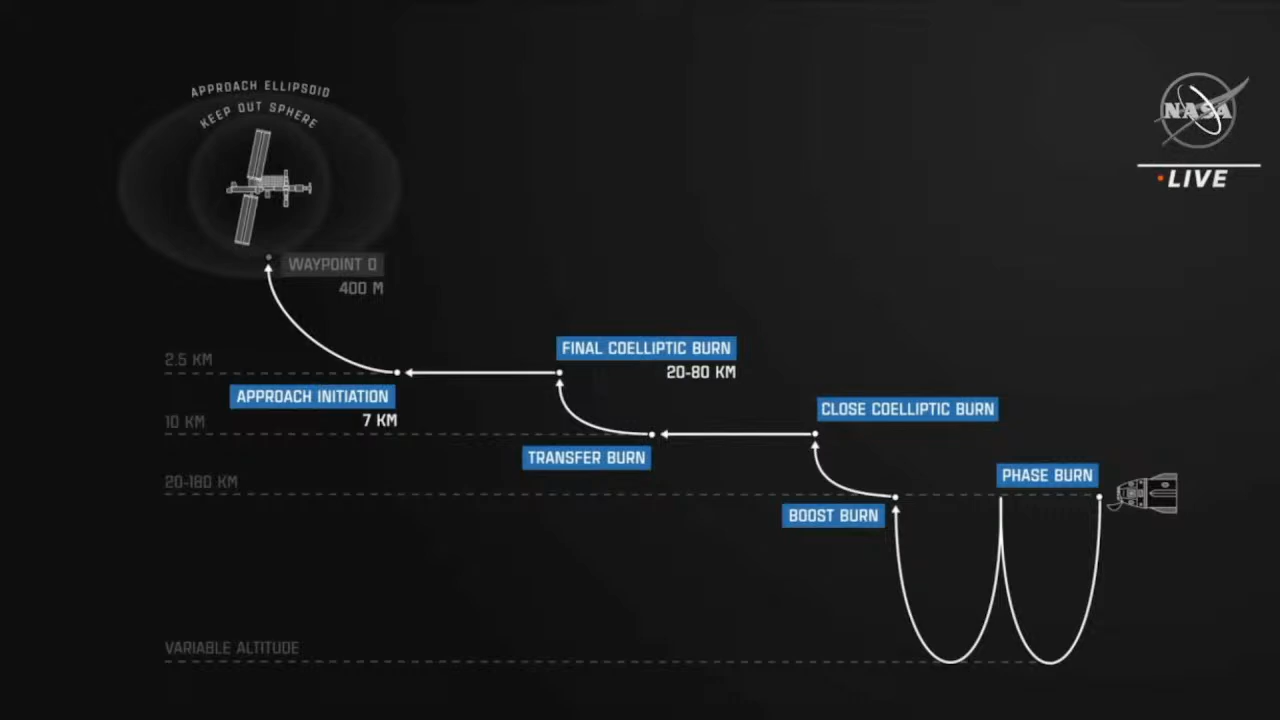 APPROACH ELLIPSOID
KEEP OUT SPHERE
NASA
LIVE
WAYPOINT 0
400 M
FINAL COELLIPTIC BURN
2.5 KM
20-80 KM
APPROACH INITIATION
CLOSE COELLIPTIC BURN
10 KM
7 KM
TRANSFER BURN
PHASE BURN
20-180 KM
BOOST BURN
VARIABLE ALTITUDE